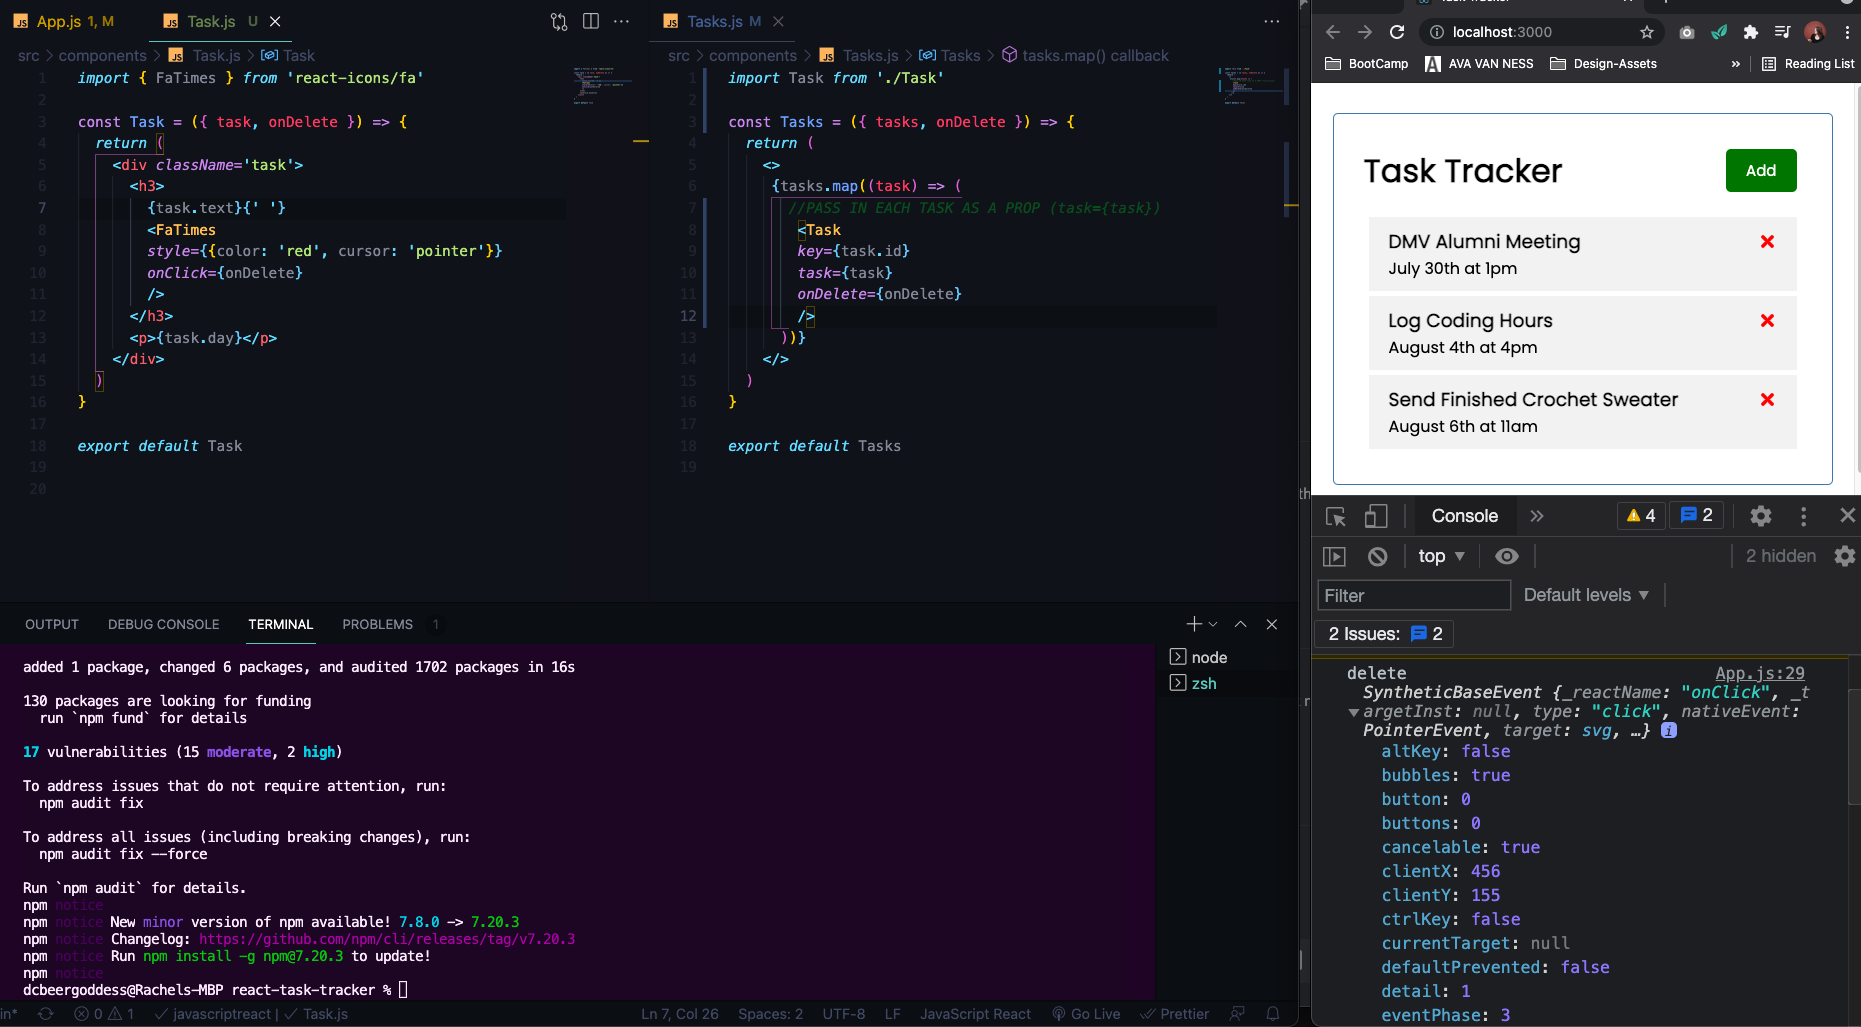 App.js 1, M
Task.js U
src > components > Task.js > Task
1 import { FaTimes } from 'react-icons/fa'
2
3 const Task = ({ task, onDelete }) => {
4 return (
5 <div className='task'>
6 <h3>
7 {task.text}{' '}
8 <FaTimes
9 style={{color: 'red', cursor: 'pointer'}}
10 onClick={onDelete}
11 />
12 </h3>
13 <p>{task.day}</p>
14 </div>
15 )
16 }
17
18 export default Task
19
20
Tasks.js M
src > components > Tasks.js > Tasks > tasks.map() callback
1 import Task from './Task'
2
3 const Tasks = ({ tasks, onDelete }) => {
4 return (
5 <>
6 {tasks.map((task) => (
7 //PASS IN EACH TASK AS A PROP (task={task})
8 <Task
9 key={task.id}
10 task={task}
11 onDelete={onDelete}
12 />
13 ))}
14 </>
15 )
16 }
17
18 export default Tasks
19
OUTPUT DEBUG CONSOLE TERMINAL PROBLEMS 1
added 1 package, changed 6 packages, and audited 1702 packages in 16s
130 packages are looking for funding
run `npm fund` for details
17 vulnerabilities (15 moderate, 2 high)
To address issues that do not require attention, run:
npm audit fix
To address all issues (including breaking changes), run:
npm audit fix --force
Run `npm audit` for details.
npm notice
npm notice New minor version of npm available! 7.8.0 -> 7.20.3
npm notice Changelog: https://github.com/npm/cli/releases/tag/v7.20.3
npm notice Run npm install -g npm@7.20.3 to update!
npm notice
dcbeergoddess@Rachels-MBP react-task-tracker %
node
zsh
in* 0 1 javascriptreact | Task.js
Ln 7, Col 26 Spaces: 2 UTF-8 LF JavaScript React Go Live Prettier
localhost:3000
BootCamp AVA VAN NESS Design-Assets » Reading List
Task Tracker
Add
DMV Alumni Meeting
July 30th at 1pm
Log Coding Hours
August 4th at 4pm
Send Finished Crochet Sweater
August 6th at 11am
Console » 4 2
top 2 hidden
Filter Default levels
2 Issues: 2
delete App.js:29
SyntheticBaseEvent {_reactName: "onClick", _t
argetInst: null, type: "click", nativeEvent:
PointerEvent, target: svg, …} i
altKey: false
bubbles: true
button: 0
buttons: 0
cancelable: true
clientX: 456
clientY: 155
ctrlKey: false
currentTarget: null
defaultPrevented: false
detail: 1
eventPhase: 3